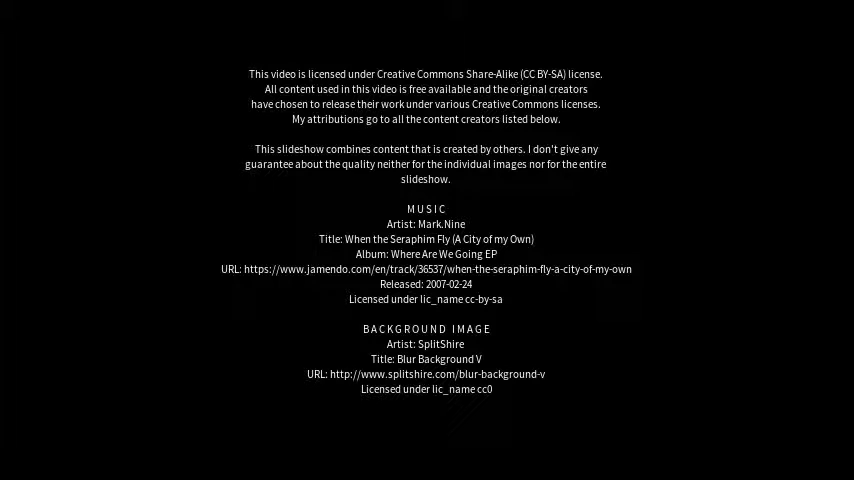 This video is licensed under Creative Commons Share-Alike (CC BY-SA) license.
All content used in this video is free available and the original creators
have chosen to release their work under various Creative Commons licenses.
My attributions go to all the content creators listed below.
This slideshow combines content that is created by others. I don't give any
guarantee about the quality neither for the individual images nor for the entire
slideshow.
MUSIC
Artist: Mark.Nine
Title: When the Seraphim Fly (A City of my Own)
Album: Where Are We Going EP
URL: https://www.jamendo.com/en/track/36537/when-the-seraphim-fly-a-city-of-my-own
Released: 2007-02-24
Licensed under lic_name cc-by-sa
BACKGROUND IMAGE
Artist: SplitShire
Title: Blur Background V
URL: http://www.splitshire.com/blur-background-v
Licensed under lic_name cc0